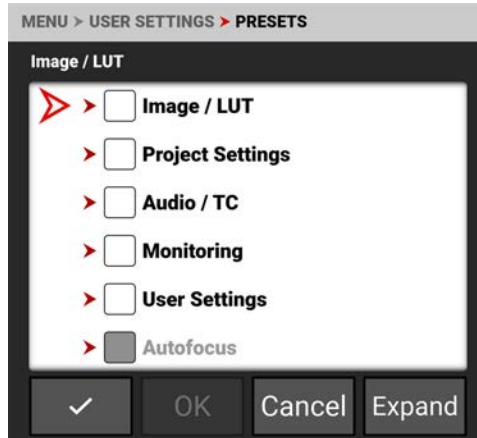 MENU > USER SETTINGS > PRESETS
Image / LUT
Image / LUT
Project Settings
Audio / TC
Monitoring
User Settings
Autofocus
OK Cancel Expand